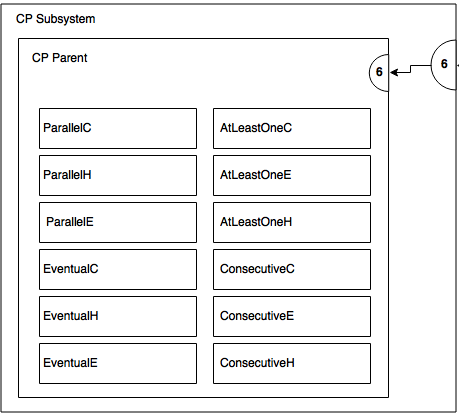 CP Subsystem
CP Parent
6
6
ParallelC
AtLeastOneC
ParallelH
AtLeastOneE
ParallelE
AtLeastOneH
EventualC
ConsecutiveC
EventualH
ConsecutiveE
EventualE
ConsecutiveH